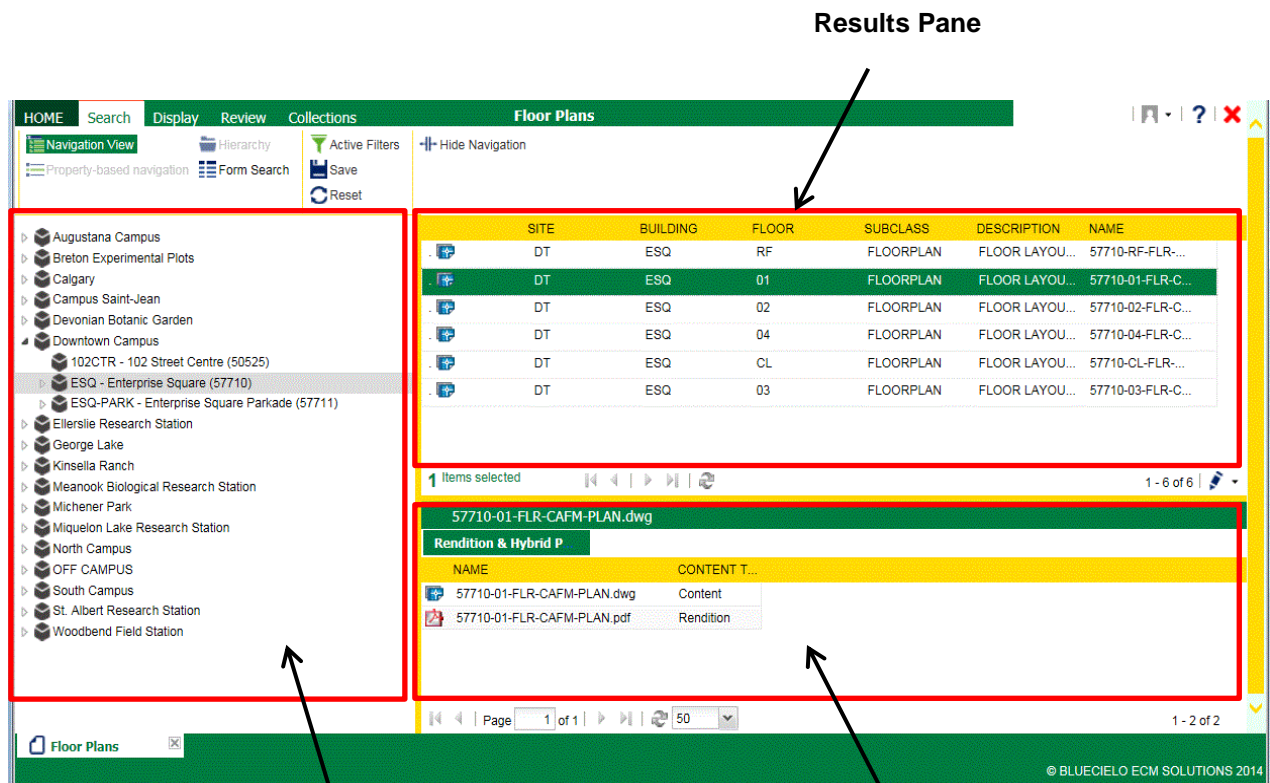 Results Pane
HOME Search Display Review Collections Floor Plans ?
Navigation View Hierarchy Active Filters Hide Navigation
Property-based navigation Form Search Save
Reset
Augustana Campus
Breton Experimental Plots
Calgary
Campus Saint-Jean
Devonian Botanic Garden
Downtown Campus
102CTR - 102 Street Centre (50525)
ESQ - Enterprise Square (57710)
ESQ-PARK - Enterprise Square Parkade (57711)
Ellerslie Research Station
George Lake
Kinsella Ranch
Meanook Biological Research Station
Michener Park
Miquelon Lake Research Station
North Campus
OFF CAMPUS
South Campus
St. Albert Research Station
Woodbend Field Station
SITE BUILDING FLOOR SUBCLASS DESCRIPTION NAME
. DT ESQ RF FLOORPLAN FLOOR LAYOU... 57710-RF-FLR-...
. DT ESQ 01 FLOORPLAN FLOOR LAYOU... 57710-01-FLR-C...
. DT ESQ 02 FLOORPLAN FLOOR LAYOU... 57710-02-FLR-C...
. DT ESQ 04 FLOORPLAN FLOOR LAYOU... 57710-04-FLR-C...
. DT ESQ CL FLOORPLAN FLOOR LAYOU... 57710-CL-FLR-...
. DT ESQ 03 FLOORPLAN FLOOR LAYOU... 57710-03-FLR-C...
1 Items selected 1 - 6 of 6
57710-01-FLR-CAFM-PLAN.dwg
Rendition & Hybrid P
NAME CONTENT T...
57710-01-FLR-CAFM-PLAN.dwg Content
57710-01-FLR-CAFM-PLAN.pdf Rendition
Page 1 of 1 50 1 - 2 of 2
Floor Plans
© BLUECIELO ECM SOLUTIONS 2014